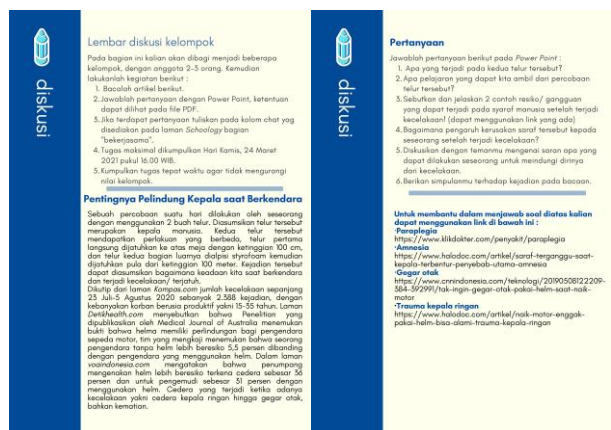 diskusi
Lembar diskusi kelompok
Pada bagian ini kalian akan dibagi menjadi beberapa
kelompok, dengan anggota 2-3 orang. Kemudian
lakukanlah kegiatan berikut :
1. Bacalah artikel berikut.
2. Jawablah pertanyaan dengan Power Point, ketentuan
dapat dilihat pada file PDF.
3. Jika terdapat pertanyaan tuliskan pada kolom chat yog
disediakan pada laman Schoology bagian
"bekerjasama".
4. Tugas maksimal dikumpulkan Hari Kamis, 24 Maret
2021 pukul 16.00 WIB.
5. Kumpulkan tugas tepat waktu agar tidak mengurangi
nilai kelompok.
Pentingnya Pelindung Kepala saat Berkendara
Sebuah percobaan suatu hari dilakukan oleh seseorang
dengan menggunakan 2 buah telur. Diasumsikan telur tersebut
merupakan kepala manusia. Kedua telur tersebut
mendapatkan perlakuan yang berbeda, telur pertama
langsung dijatuhkan ke atas meja dengan ketinggian 100 cm,
dan telur kedua bagian luarnya dialpisi styrofoam kemudian
dijatuhkan pula dari ketinggian 100 meter. Kejadian tersebut
dapat diasumsikan bagaimana keadaan kita saat berkendara
dan terjadi kecelakaan/ terjatuh.
Dikutip dari laman Kompas.com jumlah kecelakaan sepanjang
23 Juli-5 Agustus 2020 sebanyak 2.388 kejadian, dengan
kebanyakan korban berusia produktif yakni 15-35 tahun. Laman
Detikhealth.com menyebutkan bahwa Penelitian yang
dipublikasikan oleh Medical Journal of Australia menemukan
bukti bahwa helma memiliki perlindungan bagi pengendara
sepeda motor, tim yang mengkaji menemukan bahwa seorang
pengendara tanpa helm lebih beresiko 5,5 persen dibanding
dengan pengendara yang menggunakan helm. Dalam laman
voaindonesia.com mengatakan bahwa penumpang
mengenakan helm lebih beresiko terkena cedera sebesar 36
persen dan untuk pengemudi sebesar 31 persen dengan
menggunakan helm. Cedera yang terjadi ketika adanya
kecelakaan yakni cedera kepala ringan hingga gegar otak,
bahkan kematian.
diskusi
Pertanyaan
Jawablah pertanyaan berikut pada Power Point :
1. Apa yang terjadi pada kedua telur tersebut?
2. Apa pelajaran yang dapat kita ambil dari percobaan
telur tersebut?
3. Sebutkan dan jelaskan 2 contoh resiko/ gangguan
yang dapat terjadi pada syaraf manusia setelah terjadi
kecelakaan! (dapat menggunakan link yang ada)
4. Bagaimana pengaruh kerusakan saraf tersebut kepada
seseorang setelah terjadi kecelakaan?
5. Diskusikan dengan temanmu mengenai saran apa yang
dapat dilakukan seseorang untuk meindungi dirinya
dari kecelakaan.
6. Berikan simpulanmu terhadap kejadian pada bacaan.
Untuk membantu dalam menjawab soal diatas kalian
dapat menggunakan link di bawah ini :
·Paraplegia
https://www.klikdokter.com/penyakit/paraplegia
·Amnesia
https://www.halodoc.com/artikel/saraf-terganggu-saat-
kepala-terbentur-penyebab-utama-amnesia
·Gegar otak
https://www.cnnindonesia.com/teknologi/20190508122209-
384-392991/tak-ingin-gegar-otak-pakai-helm-saat-naik-
motor
·Trauma kepala ringan
https://www.halodoc.com/artikel/naik-motor-enggak-
pakai-helm-bisa-alami-trauma-kepala-ringan